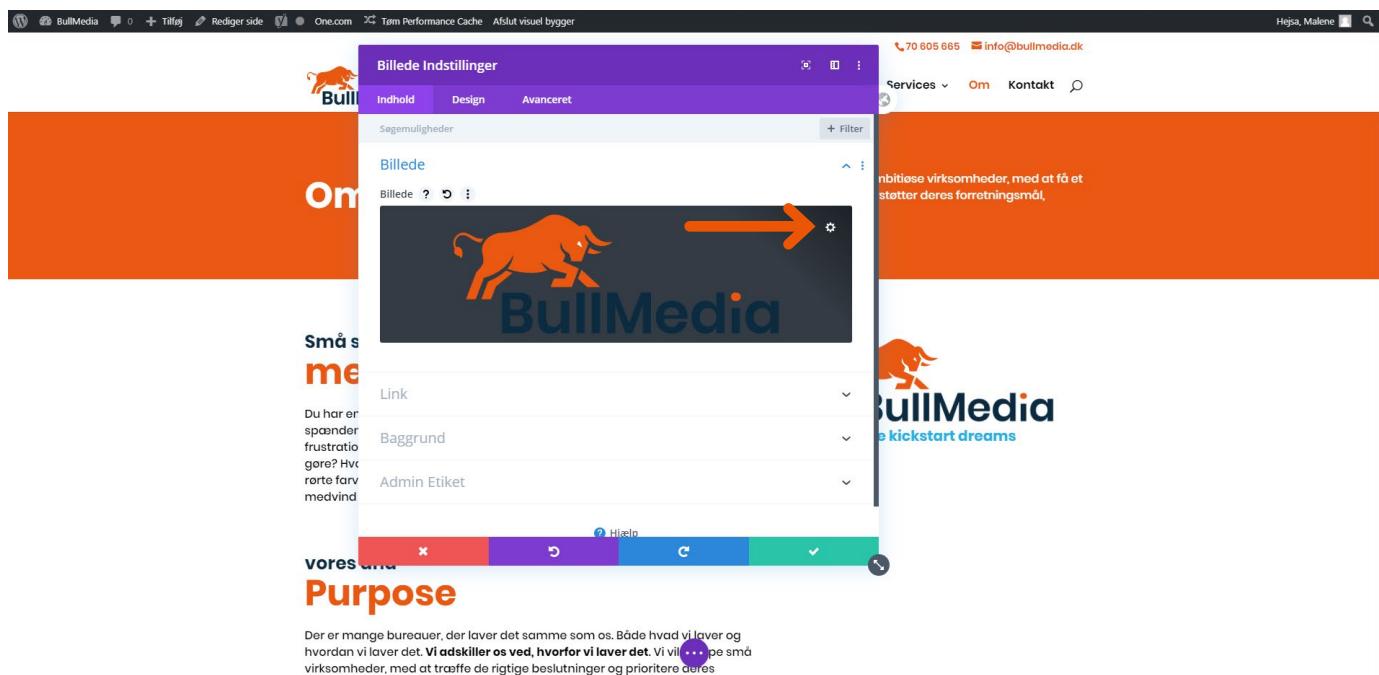 BullMedia 0 Tilføj Rediger side One.com Tøm Performance Cache Afslut visuel bygger Hejsa, Malene
70 605 665 info@bullmedia.dk
Bull
Services Om Kontakt
Billede Indstillinger
Indhold Design Avanceret
Søgemuligheder + Filter
Billede
Billede ?
BullMedia
Link
Baggrund
Admin Etiket
? Hjælp
Om
mbitiøse virksomheder, med at få et
støtter deres forretningsmål,
Små s
me
Du har en
spænder
frustratio
gøre? Hva
rørte farv
medvind
BullMedia
e kickstart dreams
vores
Purpose
Der er mange bureauer, der laver det samme som os. Både hvad vi laver og
hvordan vi laver det. Vi adskiller os ved, hvorfor vi laver det. Vi vil pe små
virksomheder, med at træffe de rigtige beslutninger og prioritere deres